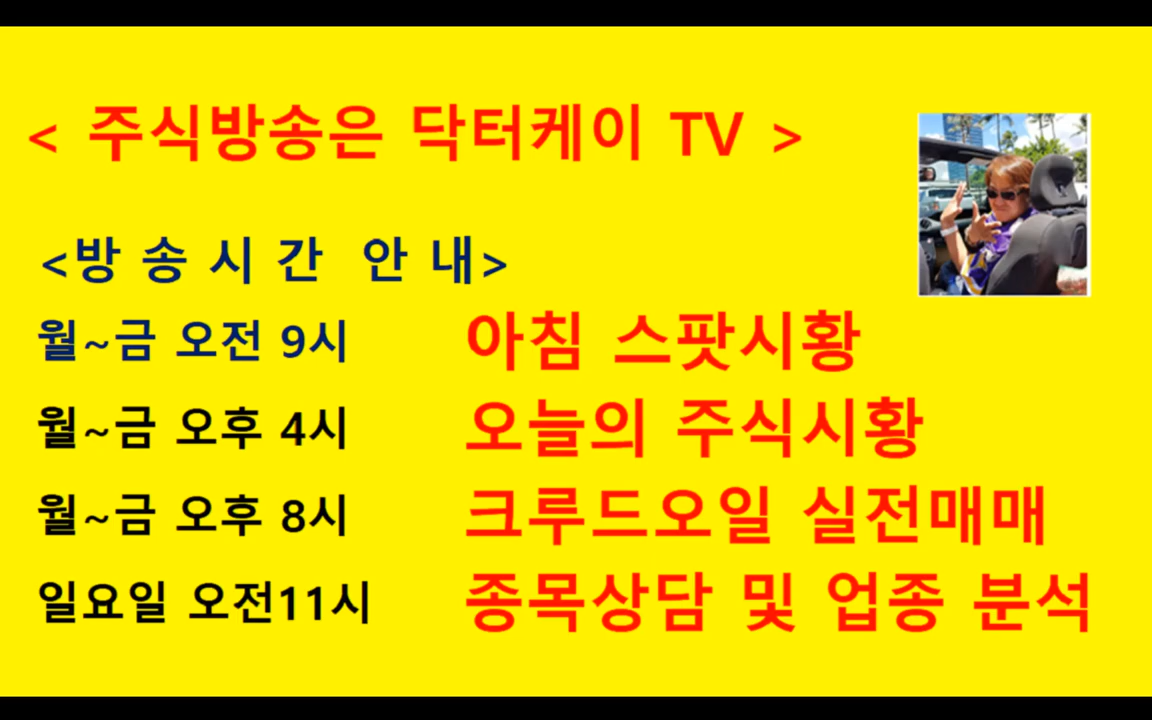 < 주식방송은 닥터케이 TV >
<방 송 시 간 안 내>
월~금 오전 9시 아침 스팟시황
월~금 오후 4시 오늘의 주식시황
월~금 오후 8시 크루드오일 실전매매
일요일 오전11시 종목상담 및 업종 분석